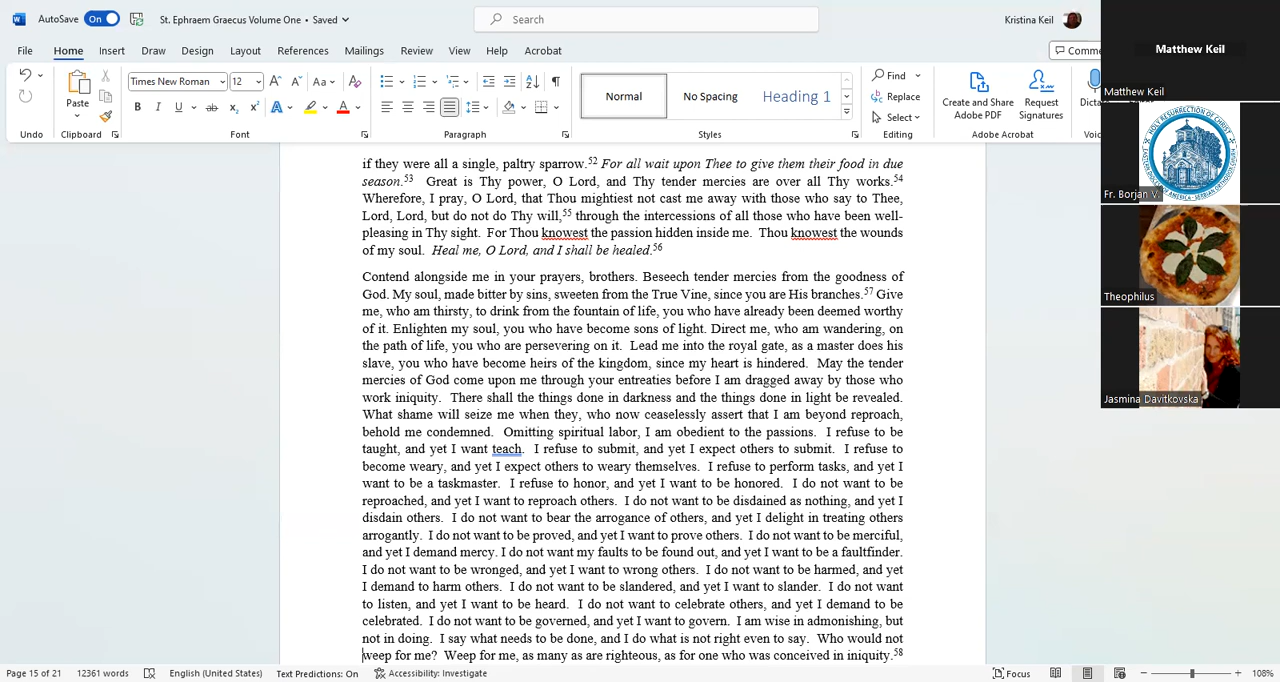 AutoSave On St. Ephraem Graecus Volume One • Saved Search Kristina Keil
File Home Insert Draw Design Layout References Mailings Review View Help Acrobat Comme
Times New Roman 12 Aa
Paste
B I U ab x₂ x² A A
Normal No Spacing Heading 1
Find
Replace
Select
Create and Share Adobe PDF
Request Signatures
Dicta
Undo Clipboard Font Paragraph Styles Editing Adobe Acrobat Voi
Matthew Keil
Matthew Keil
HOLY RESURRECTION OF CHRIST
Fr. Borjan V.
Theophilus
Jasmina Davitkovska
if they were all a single, paltry sparrow.52 For all wait upon Thee to give them their food in due
season.53 Great is Thy power, O Lord, and Thy tender mercies are over all Thy works.54
Wherefore, I pray, O Lord, that Thou mightiest not cast me away with those who say to Thee,
Lord, Lord, but do not do Thy will,55 through the intercessions of all those who have been well-
pleasing in Thy sight. For Thou knowest the passion hidden inside me. Thou knowest the wounds
of my soul. Heal me, O Lord, and I shall be healed.56
Contend alongside me in your prayers, brothers. Beseech tender mercies from the goodness of
God. My soul, made bitter by sins, sweeten from the True Vine, since you are His branches.57 Give
me, who am thirsty, to drink from the fountain of life, you who have already been deemed worthy
of it. Enlighten my soul, you who have become sons of light. Direct me, who am wandering, on
the path of life, you who are persevering on it. Lead me into the royal gate, as a master does his
slave, you who have become heirs of the kingdom, since my heart is hindered. May the tender
mercies of God come upon me through your entreaties before I am dragged away by those who
work iniquity. There shall the things done in darkness and the things done in light be revealed.
What shame will seize me when they, who now ceaselessly assert that I am beyond reproach,
behold me condemned. Omitting spiritual labor, I am obedient to the passions. I refuse to be
taught, and yet I want teach. I refuse to submit, and yet I expect others to submit. I refuse to
become weary, and yet I expect others to weary themselves. I refuse to perform tasks, and yet I
want to be a taskmaster. I refuse to honor, and yet I want to be honored. I do not want to be
reproached, and yet I want to reproach others. I do not want to be disdained as nothing, and yet I
disdain others. I do not want to bear the arrogance of others, and yet I delight in treating others
arrogantly. I do not want to be proved, and yet I want to prove others. I do not want to be merciful,
and yet I demand mercy. I do not want my faults to be found out, and yet I want to be a faultfinder.
I do not want to be wronged, and yet I want to wrong others. I do not want to be harmed, and yet
I demand to harm others. I do not want to be slandered, and yet I want to slander. I do not want
to listen, and yet I want to be heard. I do not want to celebrate others, and yet I demand to be
celebrated. I do not want to be governed, and yet I want to govern. I am wise in admonishing, but
not in doing. I say what needs to be done, and I do what is not right even to say. Who would not
weep for me? Weep for me, as many as are righteous, as for one who was conceived in iniquity.58
Page 15 of 21 12361 words English (United States) Text Predictions: On Accessibility: Investigate Focus 108%